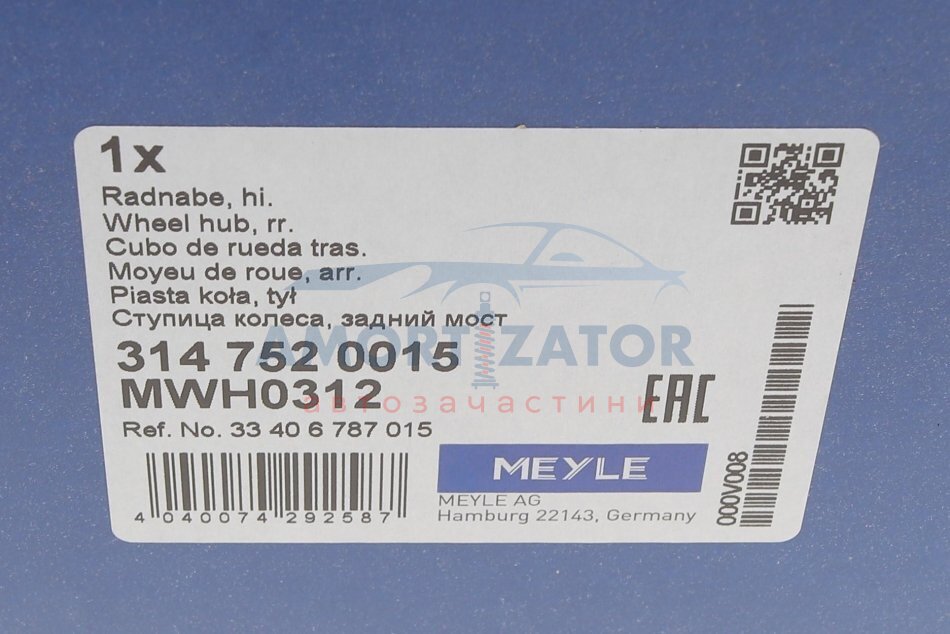 1x
Radnabe, hi.
Wheel hub, rr.
Cubo de rueda tras.
Moyeu de roue, arr.
Piasta koła, tył
Ступица колеса, задний мост
AMORTIZATOR
314 752 0015
MWH0312
автозачастини
EAC
Ref. No. 33 40 6 787 015
MEYLE
MEYLE AG
Hamburg 22143, Germany
4 040074 292587
000V008